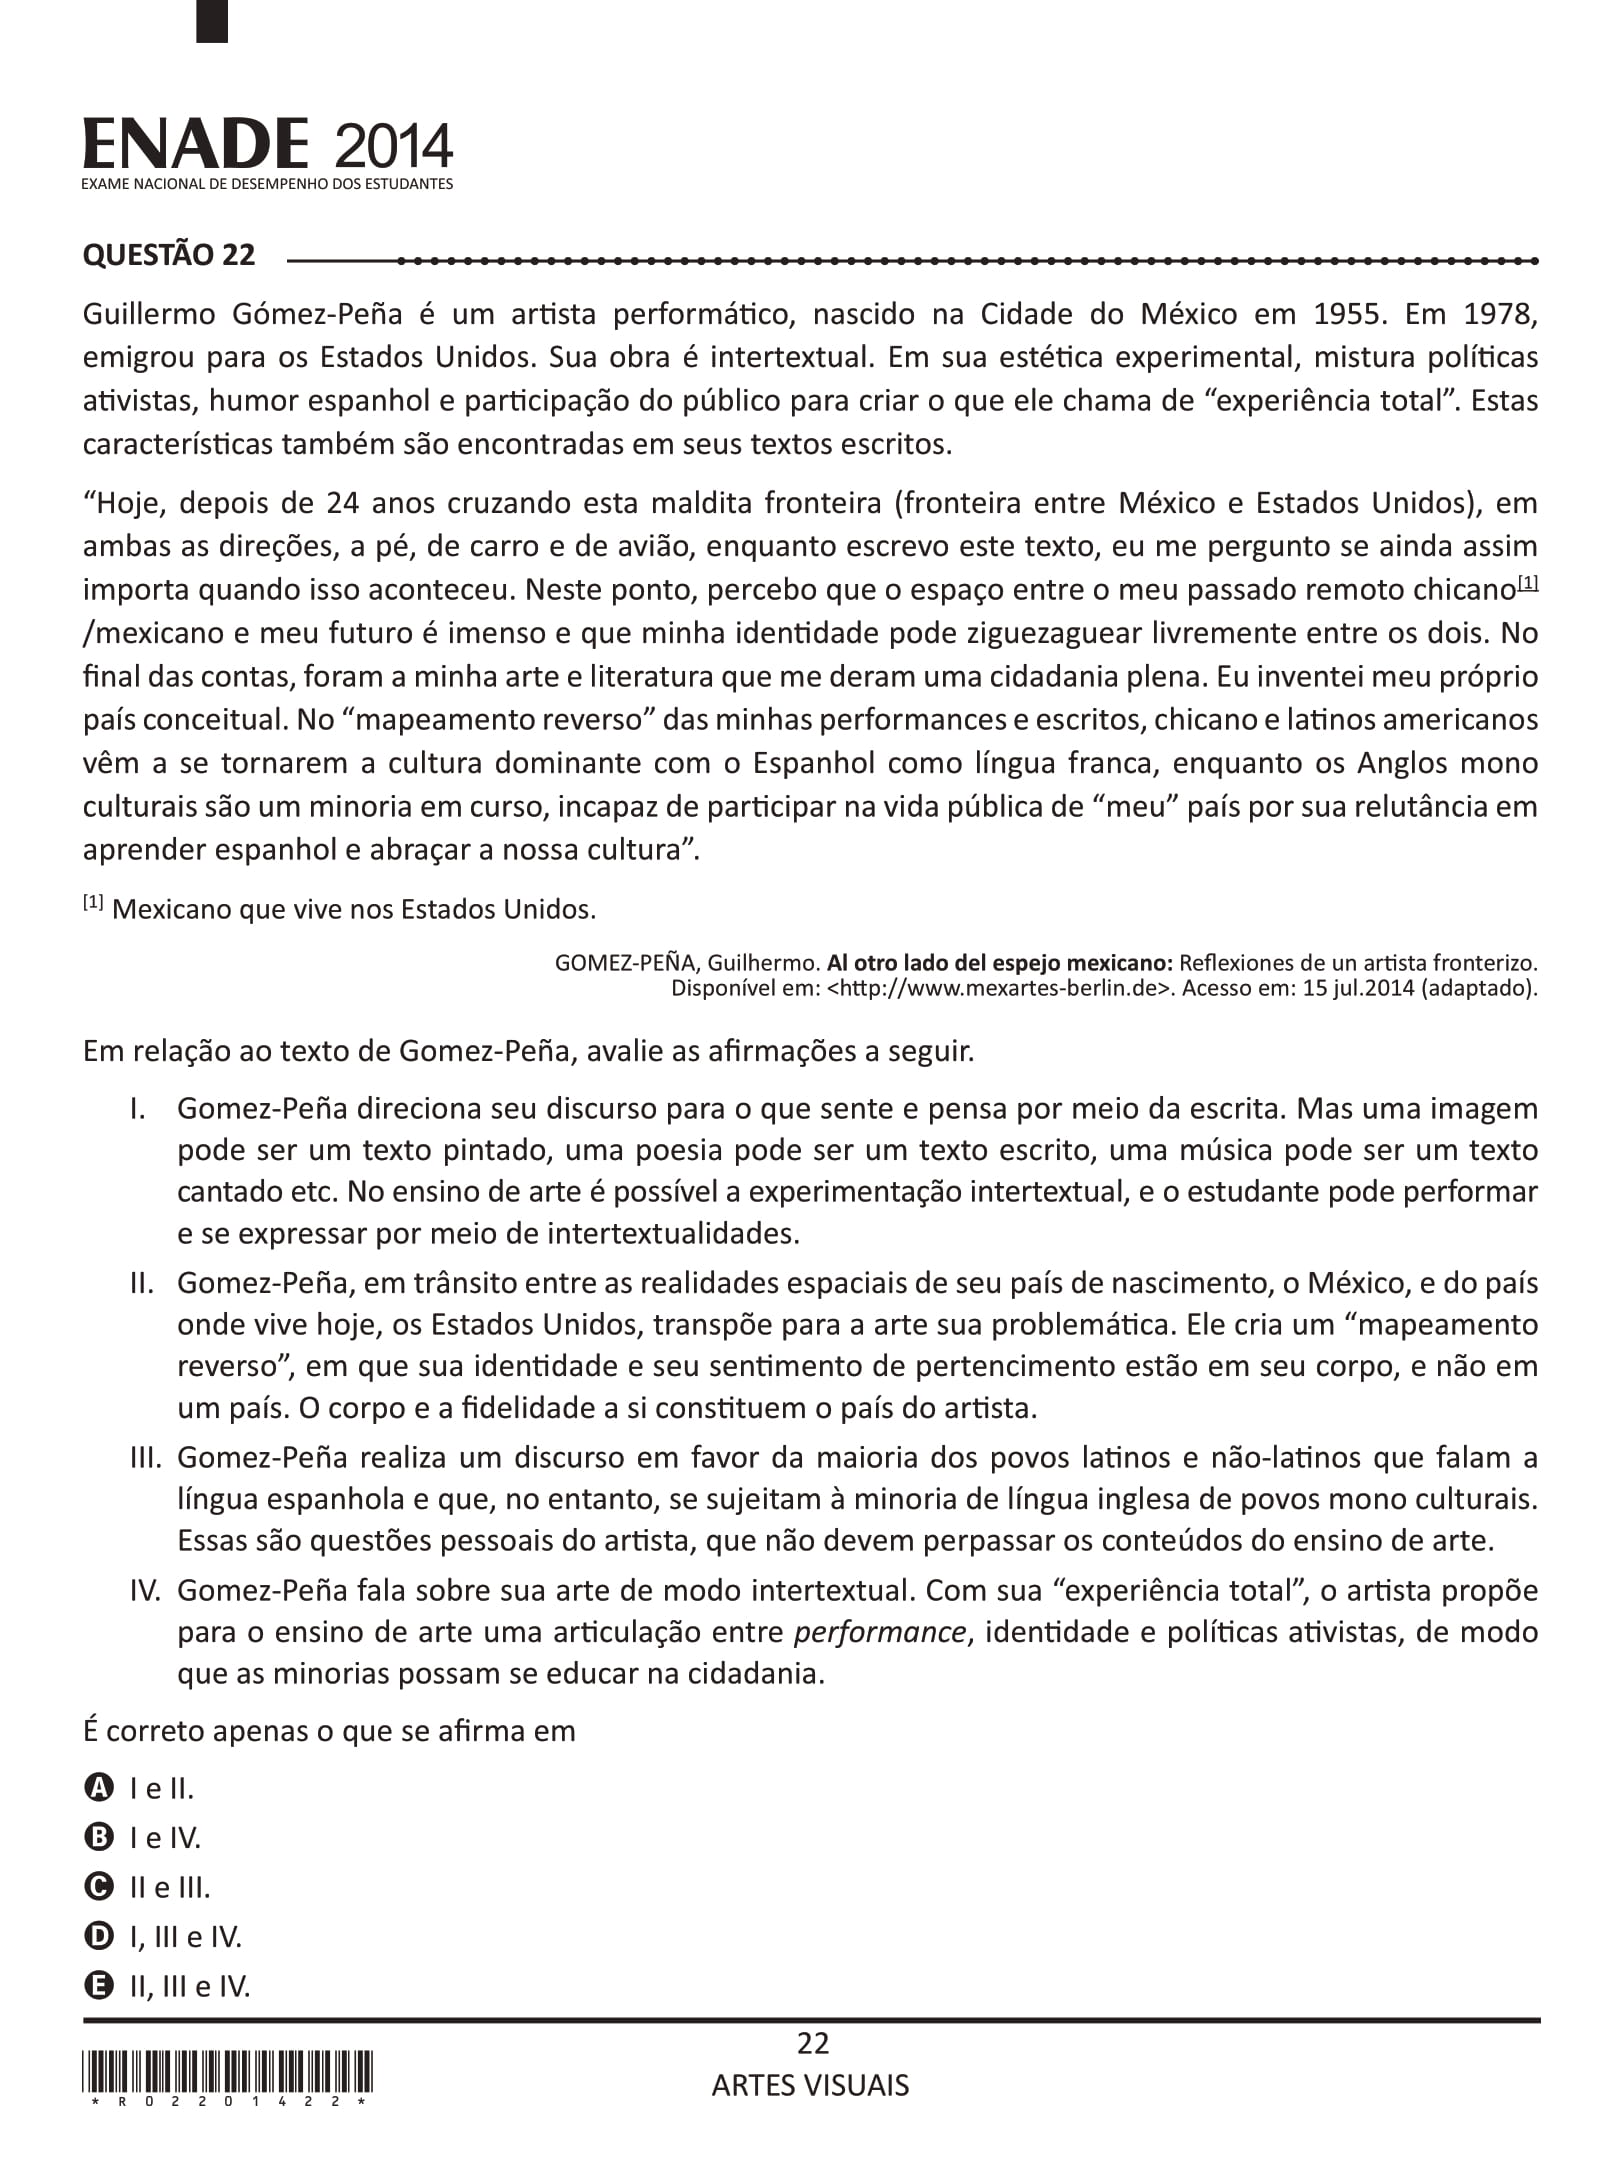 ENADE 2014
EXAME NACIONAL DE DESEMPENHO DOS ESTUDANTES
QUESTÃO 22
Guillermo Gómez-Peña é um artista performático, nascido na Cidade do México em 1955. Em 1978,
emigrou para os Estados Unidos. Sua obra é intertextual. Em sua estética experimental, mistura políticas
ativistas, humor espanhol e participação do público para criar o que ele chama de “experiência total”. Estas
características também são encontradas em seus textos escritos.
“Hoje, depois de 24 anos cruzando esta maldita fronteira (fronteira entre México e Estados Unidos), em
ambas as direções, a pé, de carro e de avião, enquanto escrevo este texto, eu me pergunto se ainda assim
importa quando isso aconteceu. Neste ponto, percebo que o espaço entre o meu passado remoto chicano[1]
/mexicano e meu futuro é imenso e que minha identidade pode ziguezaguear livremente entre os dois. No
final das contas, foram a minha arte e literatura que me deram uma cidadania plena. Eu inventei meu próprio
país conceitual. No “mapeamento reverso” das minhas performances e escritos, chicano e latinos americanos
vêm a se tornarem a cultura dominante com o Espanhol como língua franca, enquanto os Anglos mono
culturais são um minoria em curso, incapaz de participar na vida pública de “meu” país por sua relutância em
aprender espanhol e abraçar a nossa cultura”.
[1] Mexicano que vive nos Estados Unidos.
GOMEZ-PEÑA, Guilhermo. Al otro lado del espejo mexicano: Reflexiones de un artista fronterizo.
Disponível em: <http://www.mexartes-berlin.de>. Acesso em: 15 jul.2014 (adaptado).
Em relação ao texto de Gomez-Peña, avalie as afirmações a seguir.
I. Gomez-Peña direciona seu discurso para o que sente e pensa por meio da escrita. Mas uma imagem
pode ser um texto pintado, uma poesia pode ser um texto escrito, uma música pode ser um texto
cantado etc. No ensino de arte é possível a experimentação intertextual, e o estudante pode performar
e se expressar por meio de intertextualidades.
II. Gomez-Peña, em trânsito entre as realidades espaciais de seu país de nascimento, o México, e do país
onde vive hoje, os Estados Unidos, transpõe para a arte sua problemática. Ele cria um “mapeamento
reverso”, em que sua identidade e seu sentimento de pertencimento estão em seu corpo, e não em
um país. O corpo e a fidelidade a si constituem o país do artista.
III. Gomez-Peña realiza um discurso em favor da maioria dos povos latinos e não-latinos que falam a
língua espanhola e que, no entanto, se sujeitam à minoria de língua inglesa de povos mono culturais.
Essas são questões pessoais do artista, que não devem perpassar os conteúdos do ensino de arte.
IV. Gomez-Peña fala sobre sua arte de modo intertextual. Com sua “experiência total”, o artista propõe
para o ensino de arte uma articulação entre performance, identidade e políticas ativistas, de modo
que as minorias possam se educar na cidadania.
É correto apenas o que se afirma em
A I e II.
B I e IV.
C II e III.
D I, III e IV.
E II, III e IV.
22
ARTES VISUAIS
* R 0 2 2 0 1 4 2 2 *